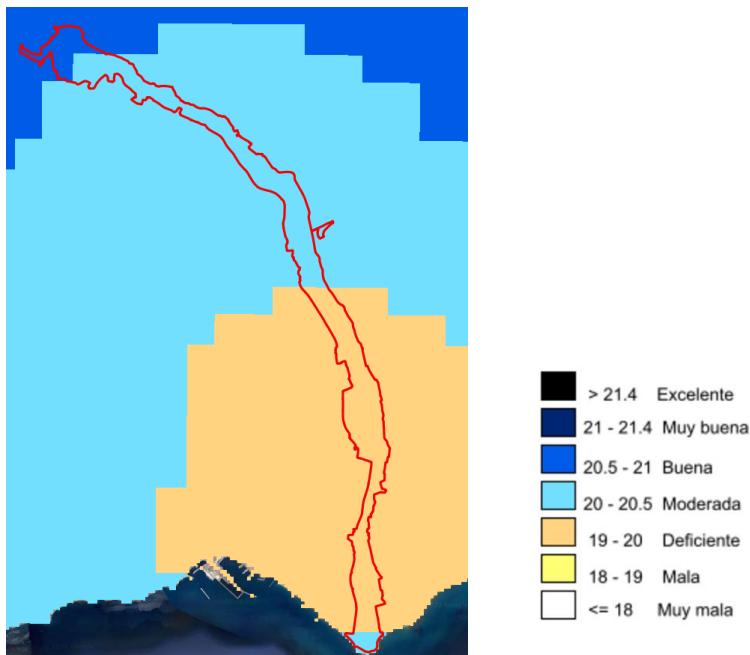 > 21.4 Excelente
21 - 21.4 Muy buena
20.5 - 21 Buena
20 - 20.5 Moderada
19 - 20 Deficiente
18 - 19 Mala
<= 18 Muy mala